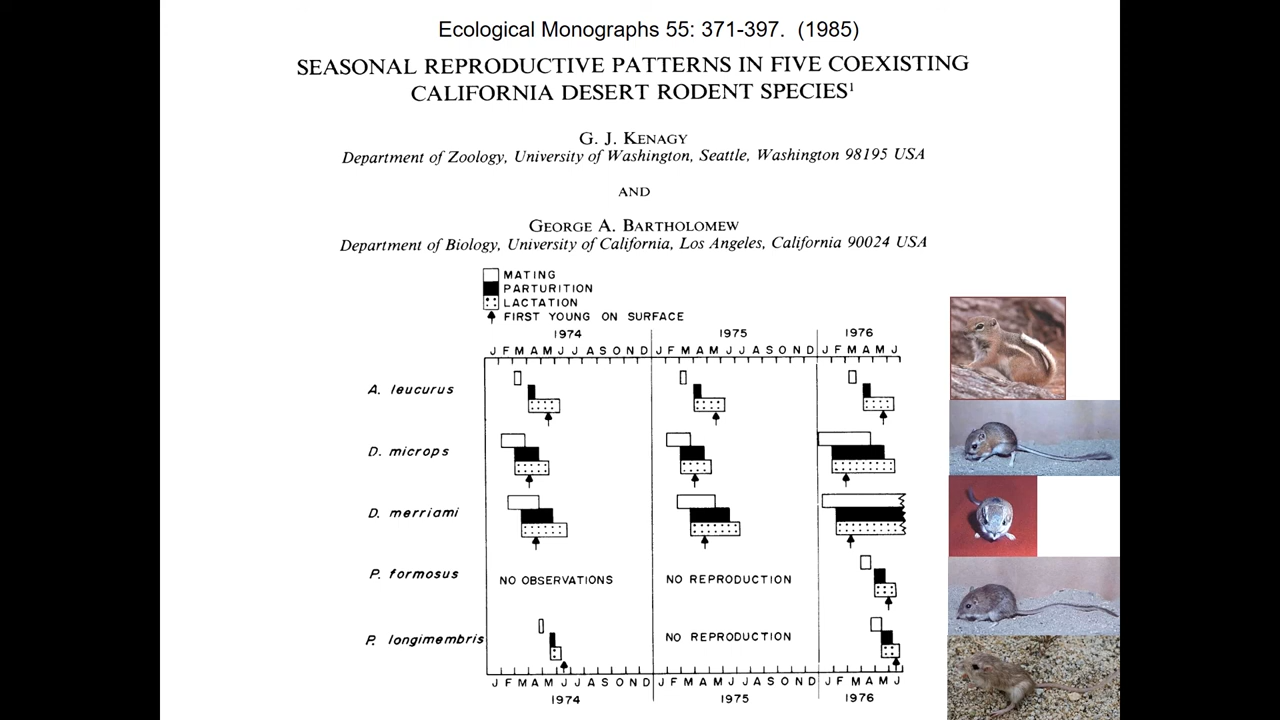 Ecological Monographs 55: 371-397. (1985)
SEASONAL REPRODUCTIVE PATTERNS IN FIVE COEXISTING
CALIFORNIA DESERT RODENT SPECIES¹
G. J. KENAGY
Department of Zoology, University of Washington, Seattle, Washington 98195 USA
AND
GEORGE A. BARTHOLOMEW
Department of Biology, University of California, Los Angeles, California 90024 USA
MATING
PARTURITION
LACTATION
FIRST YOUNG ON SURFACE
1974 1975 1976
J F M A M J J A S O N D J F M A M J J A S O N D J F M A M J
A. leucurus
D. microps
D. merriami
P. formosus NO OBSERVATIONS NO REPRODUCTION
P. longimembris NO REPRODUCTION
J F M A M J J A S O N D J F M A M J J A S O N D J F M A M J
1974 1975 1976